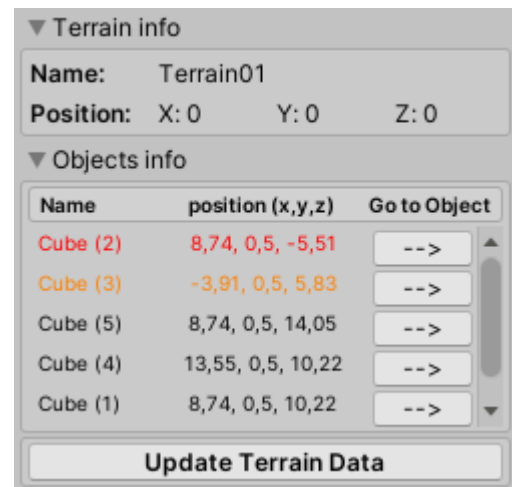 Terrain info
Name: Terrain01
Position: X: 0 Y: 0 Z: 0
Objects info
Name position (x,y,z) Go to Object
Cube (2) 8,74, 0,5, -5,51 -->
Cube (3) -3,91, 0,5, 5,83 -->
Cube (5) 8,74, 0,5, 14,05 -->
Cube (4) 13,55, 0,5, 10,22 -->
Cube (1) 8,74, 0,5, 10,22 -->
Update Terrain Data